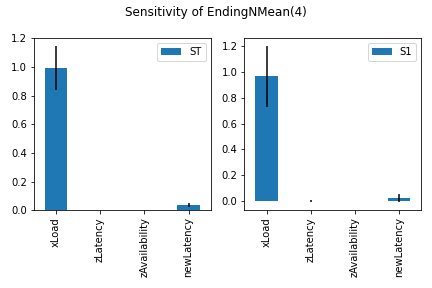 Sensitivity of EndingNMean(4)
ST
1.2
1.0
0.8
0.6
0.4
0.2
0.0
xLoad
zLatency
zAvailability
newLatency
S1
1.2
1.0
0.8
0.6
0.4
0.2
0.0
xLoad
zLatency
zAvailability
newLatency